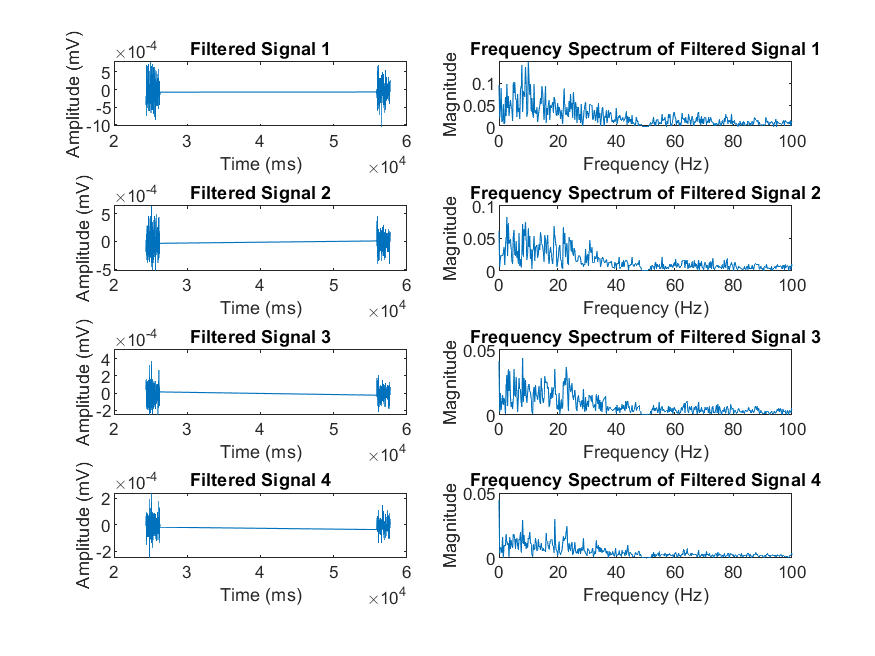 Filtered Signal 1
×10-4
Amplitude (mV)
5
0
-5
-10
2 3 4 5 6
Time (ms)
×104
Frequency Spectrum of Filtered Signal 1
Magnitude
0.1
0.05
0
0 20 40 60 80 100
Frequency (Hz)
Filtered Signal 2
×10-4
Amplitude (mV)
5
0
-5
2 3 4 5 6
Time (ms)
×104
Frequency Spectrum of Filtered Signal 2
Magnitude
0.1
0.05
0
0 20 40 60 80 100
Frequency (Hz)
Filtered Signal 3
×10-4
Amplitude (mV)
4
2
0
-2
2 3 4 5 6
Time (ms)
×104
Frequency Spectrum of Filtered Signal 3
Magnitude
0.05
0
0 20 40 60 80 100
Frequency (Hz)
Filtered Signal 4
×10-4
Amplitude (mV)
2
0
-2
2 3 4 5 6
Time (ms)
×104
Frequency Spectrum of Filtered Signal 4
Magnitude
0.05
0
0 20 40 60 80 100
Frequency (Hz)